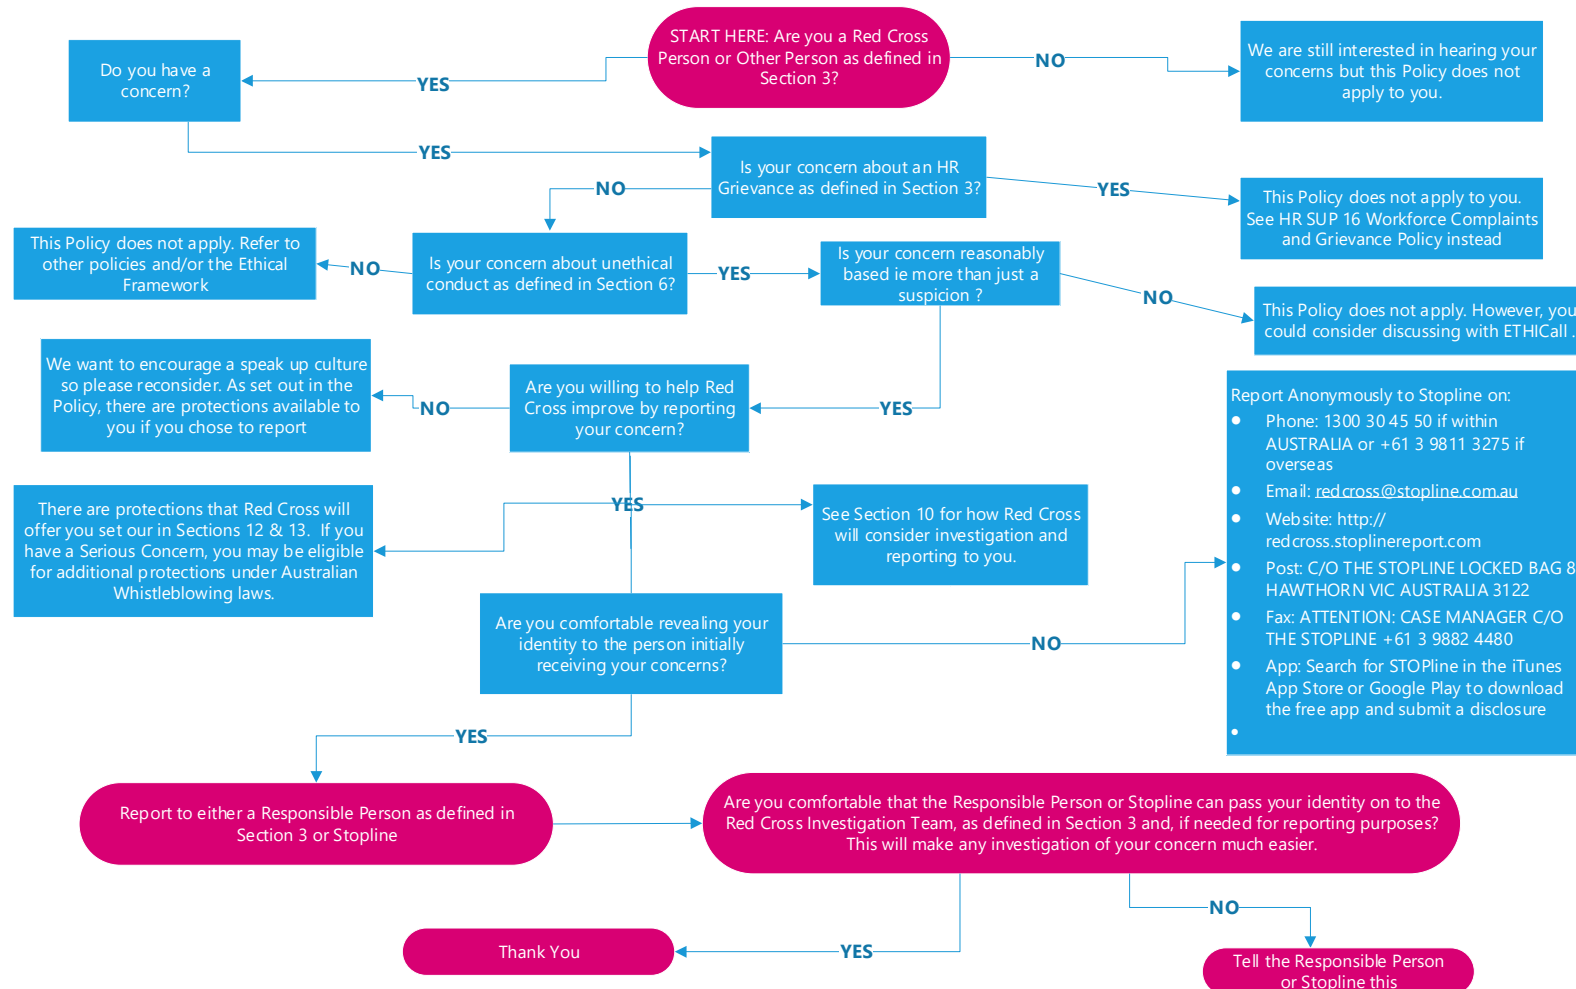 START HERE: Are you a Red Cross
Person or Other Person as defined in
Section 3?
NO
We are still interested in hearing your
concerns but this Policy does not
apply to you.
YES
Do you have a
concern?
YES
Is your concern about an HR
Grievance as defined in Section 3?
YES
This Policy does not apply to you.
See HR SUP 16 Workforce Complaints
and Grievance Policy instead
NO
Is your concern about unethical
conduct as defined in Section 6?
NO
This Policy does not apply. Refer to
other policies and/or the Ethical
Framework
YES
Is your concern reasonably
based ie more than just a
suspicion ?
NO
This Policy does not apply. However, you
could consider discussing with ETHICall .
YES
Are you willing to help Red
Cross improve by reporting
your concern?
NO
We want to encourage a speak up culture
so please reconsider. As set out in the
Policy, there are protections available to
you if you chose to report
YES
There are protections that Red Cross will
offer you set our in Sections 12 & 13. If you
have a Serious Concern, you may be eligible
for additional protections under Australian
Whistleblowing laws.
See Section 10 for how Red Cross
will consider investigation and
reporting to you.
Are you comfortable revealing your
identity to the person initially
receiving your concerns?
NO
Report Anonymously to Stopline on:
● Phone: 1300 30 45 50 if within
AUSTRALIA or +61 3 9811 3275 if
overseas
● Email: redcross@stopline.com.au
● Website: http://
redcross.stoplinereport.com
● Post: C/O THE STOPLINE LOCKED BAG 8
HAWTHORN VIC AUSTRALIA 3122
● Fax: ATTENTION: CASE MANAGER C/O
THE STOPLINE +61 3 9882 4480
● App: Search for STOPline in the iTunes
App Store or Google Play to download
the free app and submit a disclosure
●
YES
Report to either a Responsible Person as defined in
Section 3 or Stopline
Are you comfortable that the Responsible Person or Stopline can pass your identity on to the
Red Cross Investigation Team, as defined in Section 3 and, if needed for reporting purposes?
This will make any investigation of your concern much easier.
YES
Thank You
NO
Tell the Responsible Person
or Stopline this